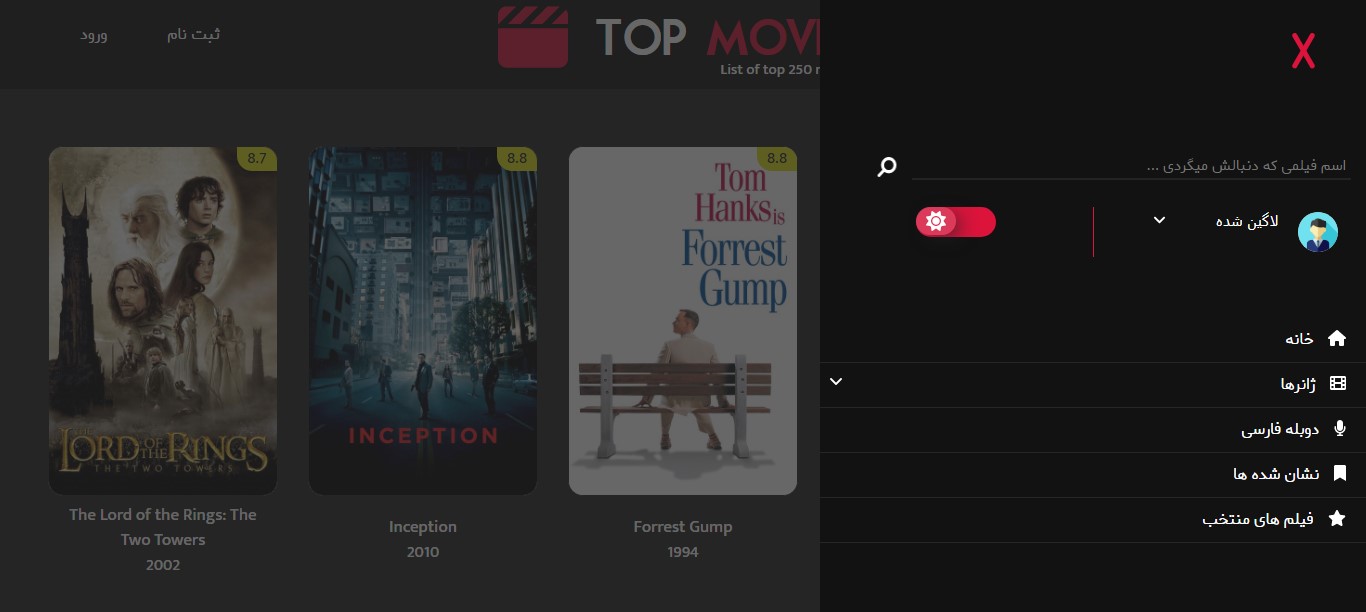 ورود
ثبت نام
TOP MOVI
List of top 250
8.7
8.8
8.8
THE LORD OF THE RINGS
THE TWO TOWERS
INCEPTION
Tom
Hanks is
Forrest
Gump
The Lord of the Rings: The
Two Towers
2002
Inception
2010
Forrest Gump
1994
X
اسم فیلمی که دنبالش میگردی ...
لاگین شده
خانه
ژانرها
دوبله فارسی
نشان شده ها
فیلم های منتخب